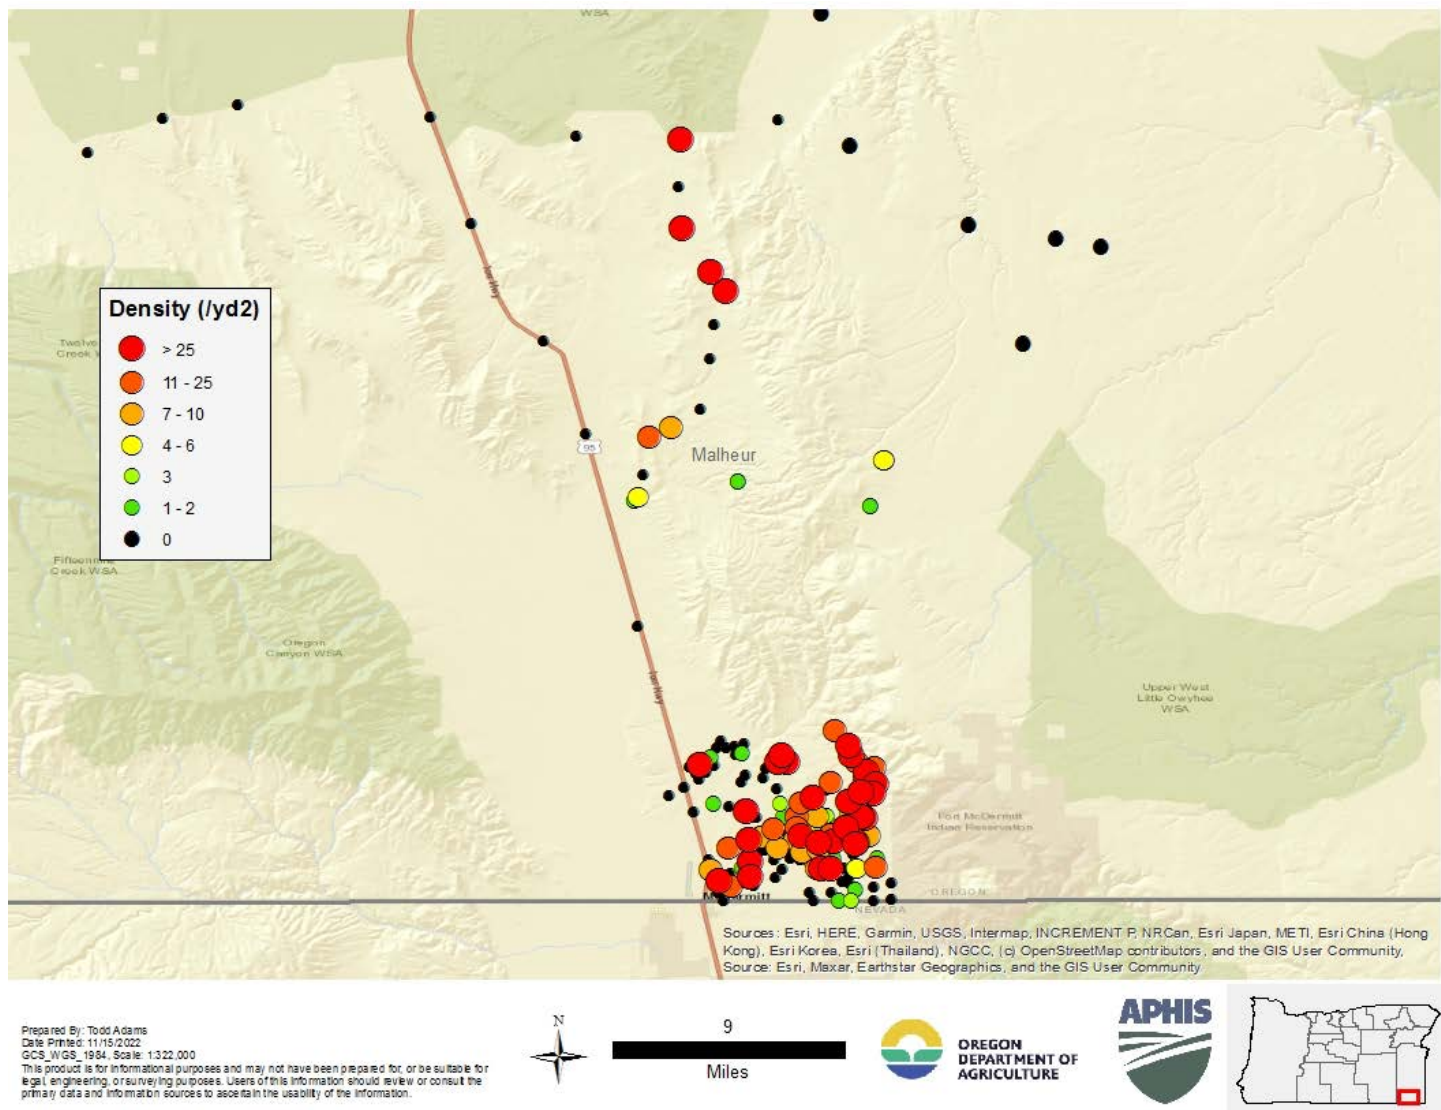 WSA
Ion Hwy
Density (/yd2)
> 25
11 - 25
7 - 10
4 - 6
3
1 - 2
0
Creek
95
Malheur
Creek WSA
Oregon
Canyon WSA
Ion Hwy
Upper West
Little Owyhee
WSA
Fort McDermitt
Indian Reservation
OREGON
NEVADA
Sources: Esri, HERE, Garmin, USGS, Intermap, INCREMENT P, NRCan, Esri Japan, METI, Esri China (Hong
Kong), Esri Korea, Esri (Thailand), NGCC, (c) OpenStreetMap contributors, and the GIS User Community,
Source: Esri, Maxar, Earthstar Geographics, and the GIS User Community
Prepared By: Todd Adams
Date Printed: 11/15/2022
GCS_WGS_1984, Scale: 1:322,000
This product is for informational purposes and may not have been prepared for, or be suitable for
legal, engineering, or surveying purposes. Users of this information should review or consult the
primary data and information sources to ascertain the usability of the information.
N
9
Miles
OREGON
DEPARTMENT OF
AGRICULTURE
APHIS